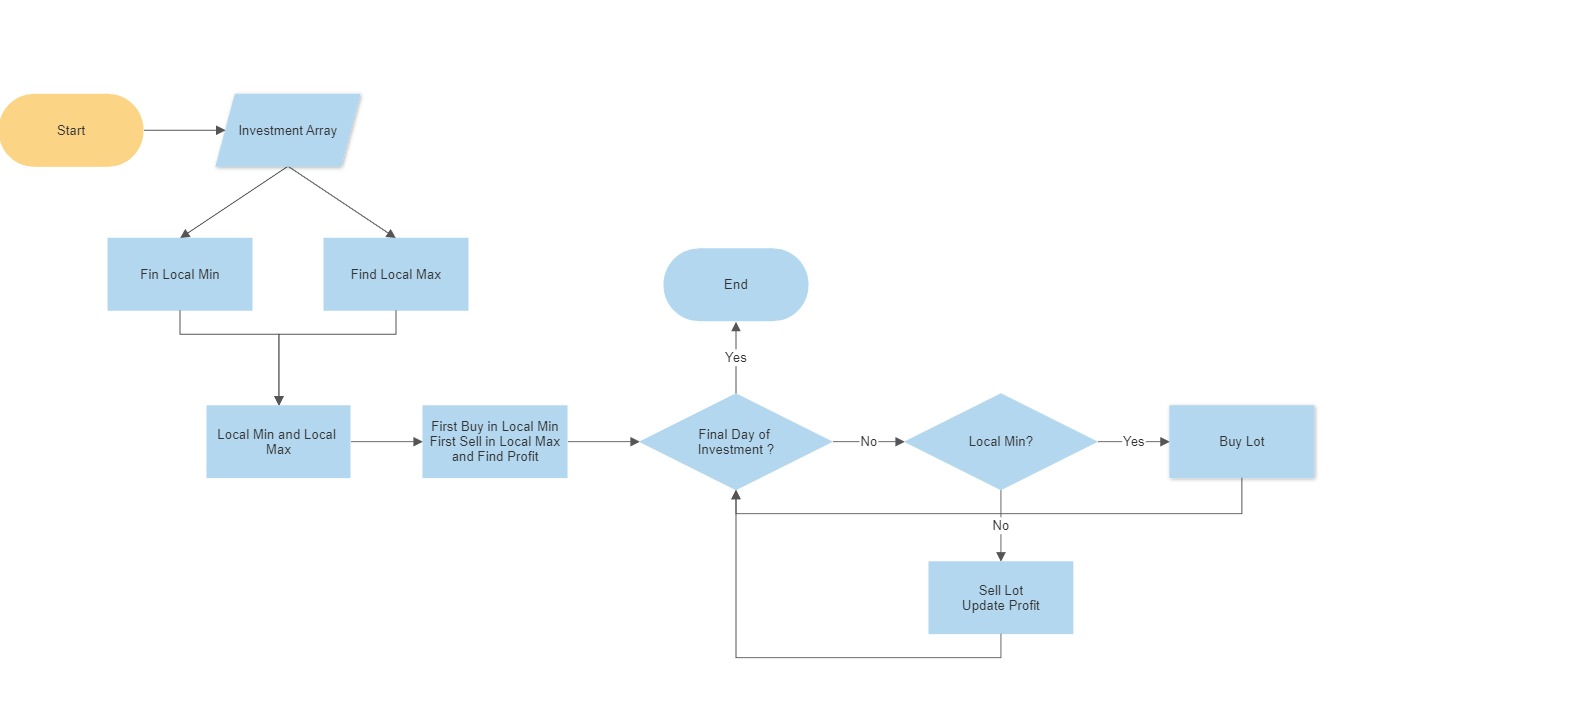 Start
Investment Array
Fin Local Min
Find Local Max
End
Yes
Local Min and Local
Max
First Buy in Local Min
First Sell in Local Max
and Find Profit
Final Day of
Investment ?
No
Local Min?
Yes
Buy Lot
No
Sell Lot
Update Profit